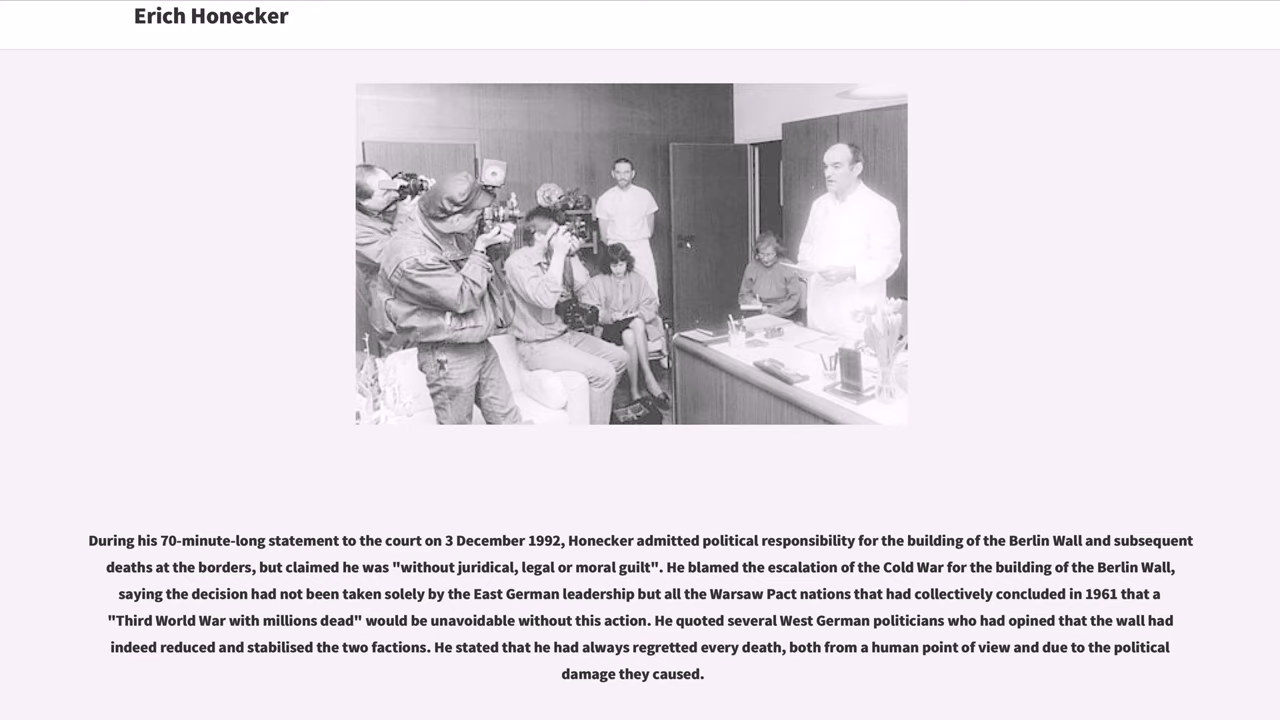 Erich Honecker
During his 70-minute-long statement to the court on 3 December 1992, Honecker admitted political responsibility for the building of the Berlin Wall and subsequent
deaths at the borders, but claimed he was "without juridical, legal or moral guilt". He blamed the escalation of the Cold War for the building of the Berlin Wall,
saying the decision had not been taken solely by the East German leadership but all the Warsaw Pact nations that had collectively concluded in 1961 that a
"Third World War with millions dead" would be unavoidable without this action. He quoted several West German politicians who had opined that the wall had
indeed reduced and stabilised the two factions. He stated that he had always regretted every death, both from a human point of view and due to the political
damage they caused.